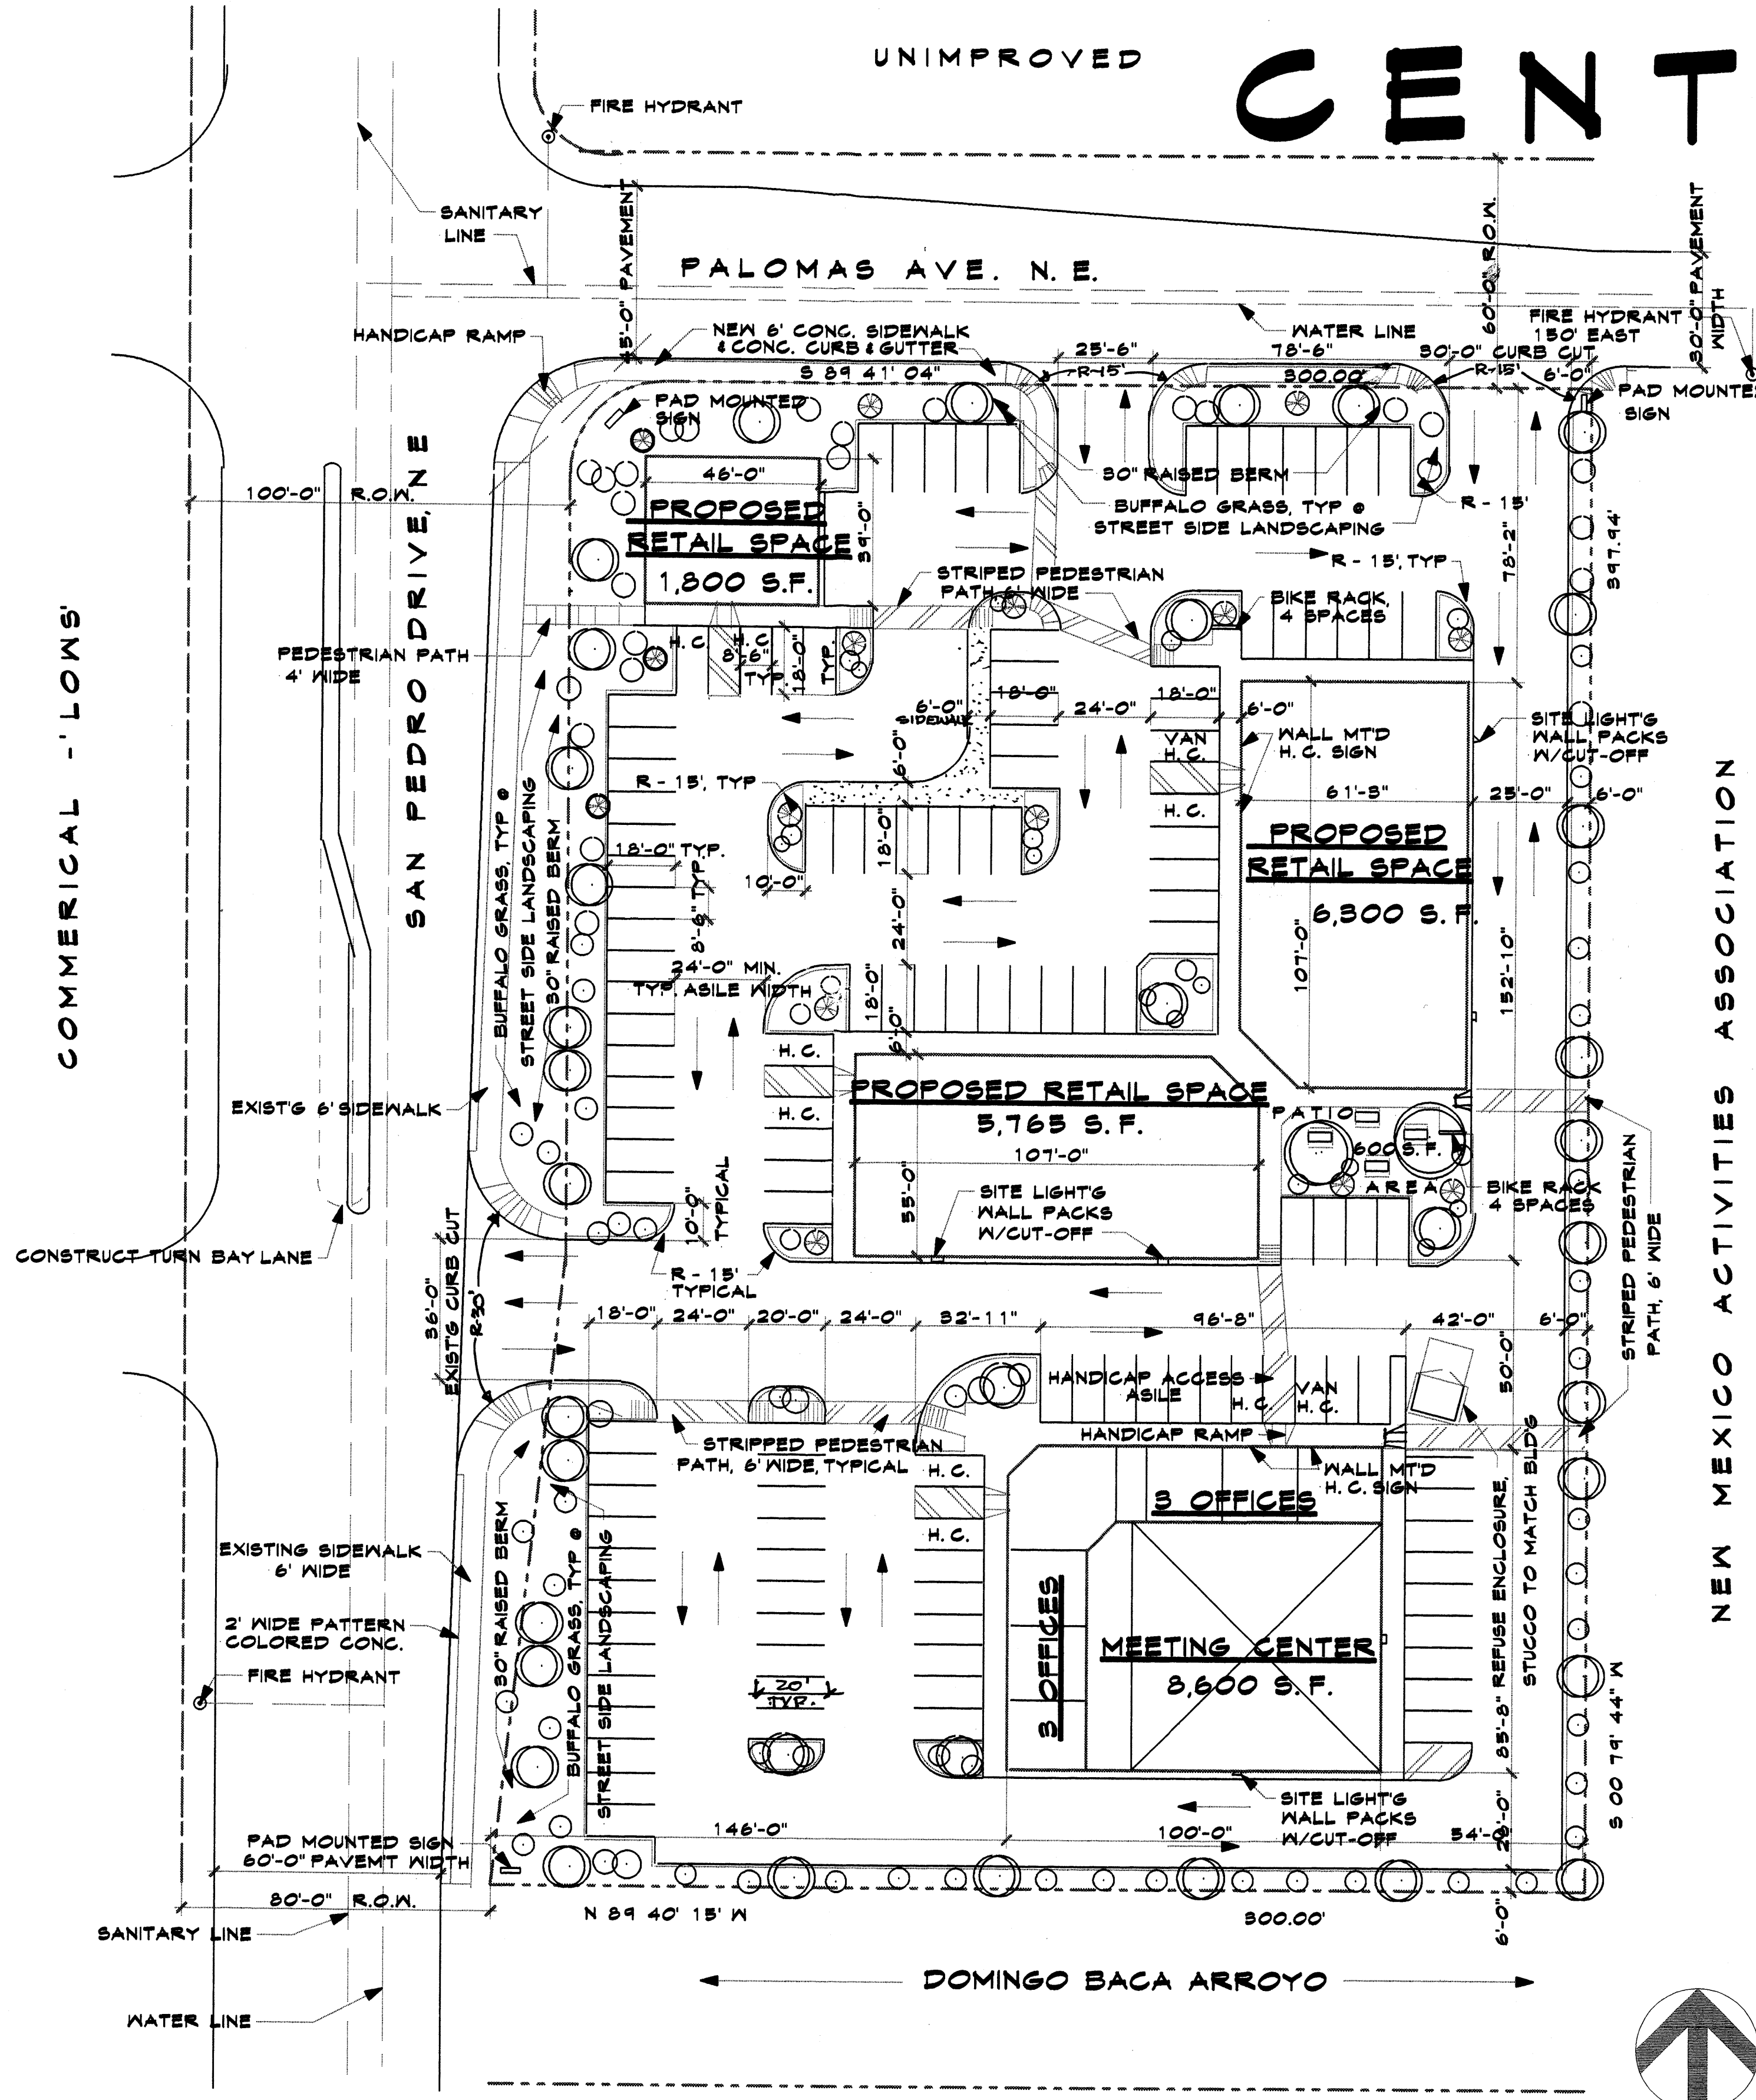 UNIMPROVED
CENT
FIRE HYDRANT
SANITARY
LINE
45'-0" PAVEMENT
60'-0" R.O.W.
30'-0" PAVEMENT
WIDTH
PALOMAS AVE. N. E.
HANDICAP RAMP
NEW 6' CONC. SIDEWALK
& CONC. CURB & GUTTER
WATER LINE
FIRE HYDRANT
150' EAST
25'-6"
78'-6"
30'-0" CURB CUT
S 89 41' 04"
R-15'
300.00'
R-15'
6'-0"
PAD MOUNTED
SIGN
PAD MOUNTE
SIGN
46'-0"
30" RAISED BERM
100'-0" R.O.W.
PROPOSED
RETAIL SPACE
1,800 S.F.
39'-0"
BUFFALO GRASS, TYP @
STREET SIDE LANDSCAPING
R - 15'
78'-2"
397.94'
R - 15', TYP
STRIPED PEDESTRIAN
PATH, 6' WIDE
BIKE RACK,
4 SPACES
SAN PEDRO DRIVE, NE
COMMERICAL - 'LOWS'
PEDESTRIAN PATH
4' WIDE
H. C.
H. C
8'-6"
TYP.
18'-0"
TYP.
6'-0"
SIDEWALK
18'-0"
24'-0"
18'-0"
6'-0"
VAN
H. C.
H. C.
WALL MT'D
H. C. SIGN
SITE LIGHT'G
WALL PACKS
W/CUT-OFF
6'-0"
R - 15', TYP
61'-3"
25'-0"
6'-0"
PROPOSED
RETAIL SPACE
6,300 S. F.
107'-0"
152'-10"
NEW MEXICO ACTIVITIES ASSOCIATION
BUFFALO GRASS, TYP @
STREET SIDE LANDSCAPING
30" RAISED BERM
18'-0" TYP.
8'-6" TYP.
10'-0"
18'-0"
24'-0"
24'-0" MIN.
TYP. ASILE WIDTH
18'-0"
6'-0"
H. C.
H. C.
PROPOSED RETAIL SPACE
5,765 S. F.
107'-0"
55'-0"
SITE LIGHT'G
WALL PACKS
W/CUT-OFF
PATIO
600 S. F.
AREA
BIKE RACK
4 SPACES
STRIPED PEDESTRIAN
PATH, 6' WIDE
EXIST'G 6' SIDEWALK
TYPICAL
10'-0"
R - 15'
TYPICAL
CONSTRUCT TURN BAY LANE
36'-0"
EXIST'G CURB CUT
R-30'
18'-0"
24'-0"
20'-0"
24'-0"
32'-11"
96'-8"
42'-0"
6'-0"
50'-0"
HANDICAP ACCESS
ASILE
H. C.
VAN
H. C.
HANDICAP RAMP
WALL MT'D
H. C. SIGN
STRIPPED PEDESTRIAN
PATH, 6' WIDE, TYPICAL
H. C.
H. C.
3 OFFICES
3 OFFICES
MEETING CENTER
8,600 S. F.
85'-8"
REFUSE ENCLOSURE,
STUCCO TO MATCH BLD'G
EXISTING SIDEWALK
6' WIDE
2' WIDE PATTERN
COLORED CONC.
FIRE HYDRANT
30" RAISED BERM
BUFFALO GRASS, TYP @
STREET SIDE LANDSCAPING
20'
TYP.
S 00 79' 44" W
SITE LIGHT'G
WALL PACKS
W/CUT-OFF
146'-0"
100'-0"
54'-0"
PAD MOUNTED SIGN
60'-0" PAVEM'T WIDTH
80'-0" R.O.W.
N 89 40' 15' W
300.00'
6'-0"
SANITARY LINE
DOMINGO BACA ARROYO
WATER LINE